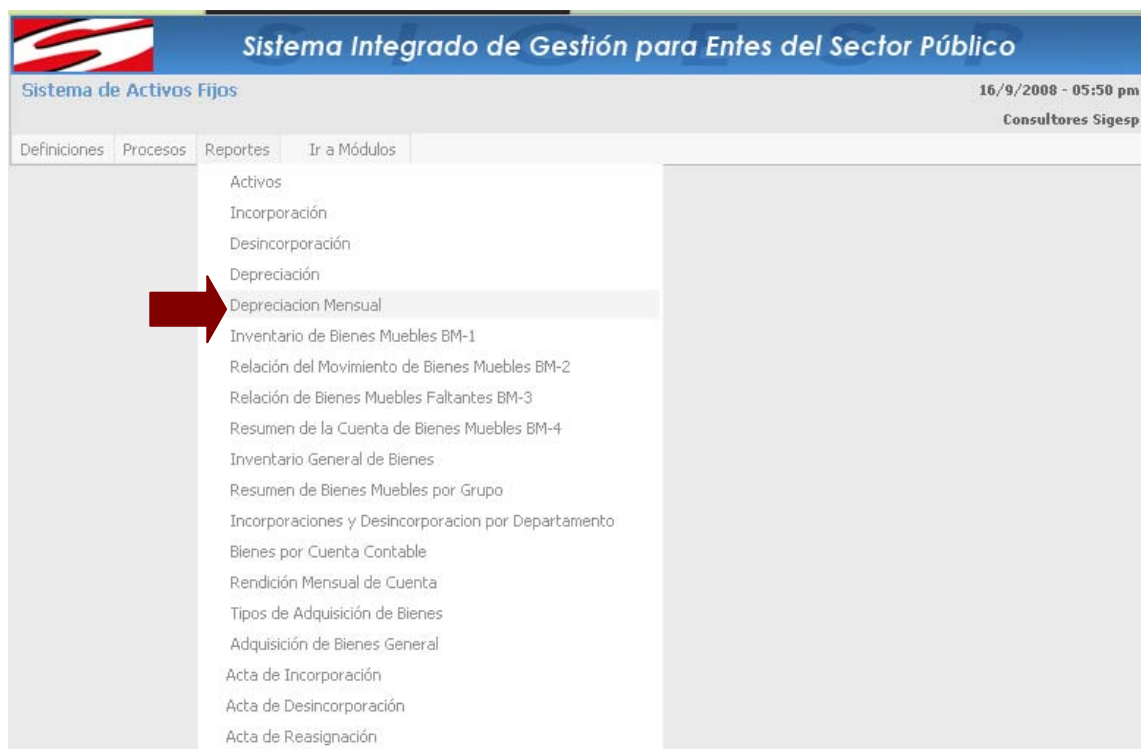 Sistema Integrado de Gestión para Entes del Sector Público
S I G E S P
Sistema de Activos Fijos
16/9/2008 - 05:50 pm
Consultores Sigesp
Definiciones Procesos Reportes Ir a Módulos
Activos
Incorporación
Desincorporación
Depreciación
Depreciacion Mensual
Inventario de Bienes Muebles BM-1
Relación del Movimiento de Bienes Muebles BM-2
Relación de Bienes Muebles Faltantes BM-3
Resumen de la Cuenta de Bienes Muebles BM-4
Inventario General de Bienes
Resumen de Bienes Muebles por Grupo
Incorporaciones y Desincorporacion por Departamento
Bienes por Cuenta Contable
Rendición Mensual de Cuenta
Tipos de Adquisición de Bienes
Adquisición de Bienes General
Acta de Incorporación
Acta de Desincorporación
Acta de Reasignación